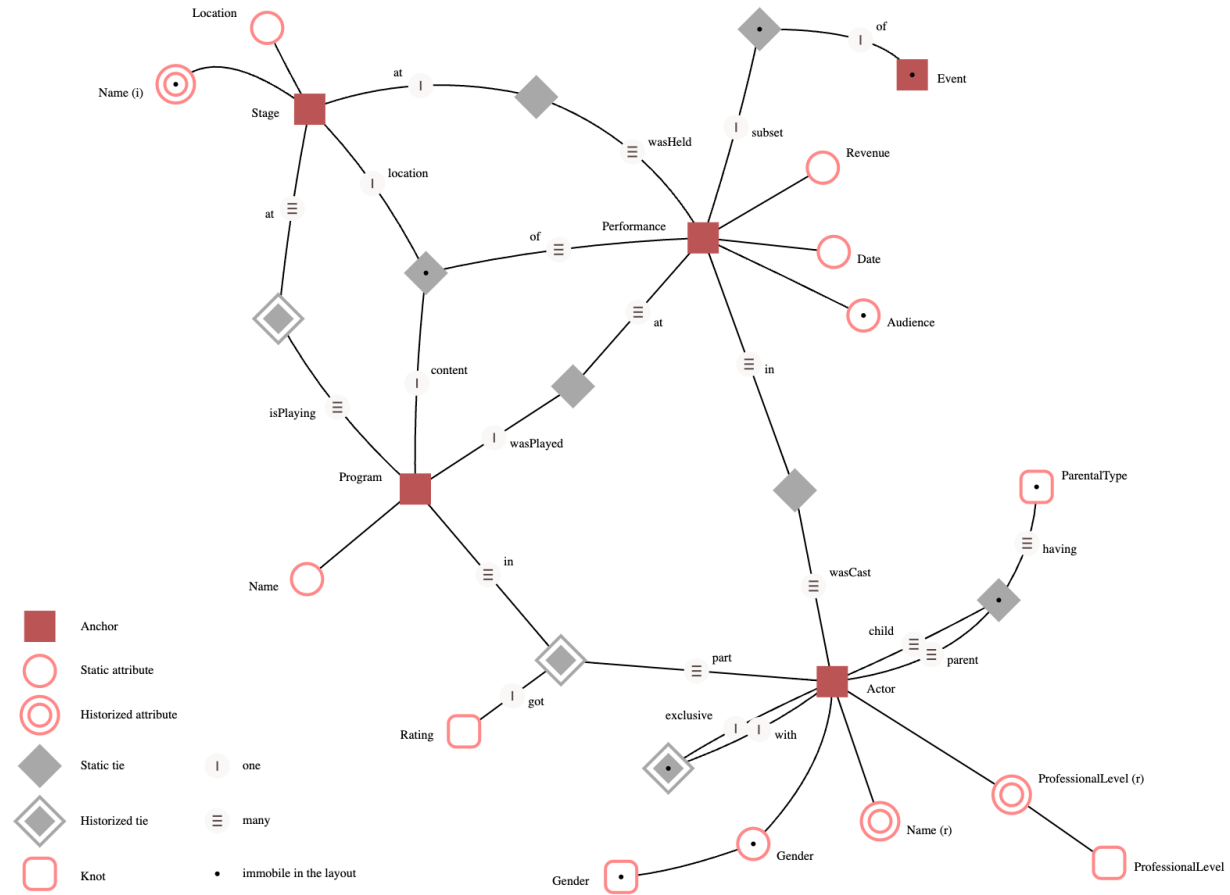 Location
of
Event
at
Name (i)
Stage
wasHeld
subset
Revenue
location
at
Performance
of
Date
Audience
at
content
in
isPlaying
wasPlayed
Program
ParentalType
having
in
Name
wasCast
child
parent
part
Actor
got
exclusive
with
Rating
ProfessionalLevel (r)
Name (r)
Gender
Gender
ProfessionalLevel
Anchor
Static attribute
Historized attribute
Static tie
one
Historized tie
many
Knot
immobile in the layout